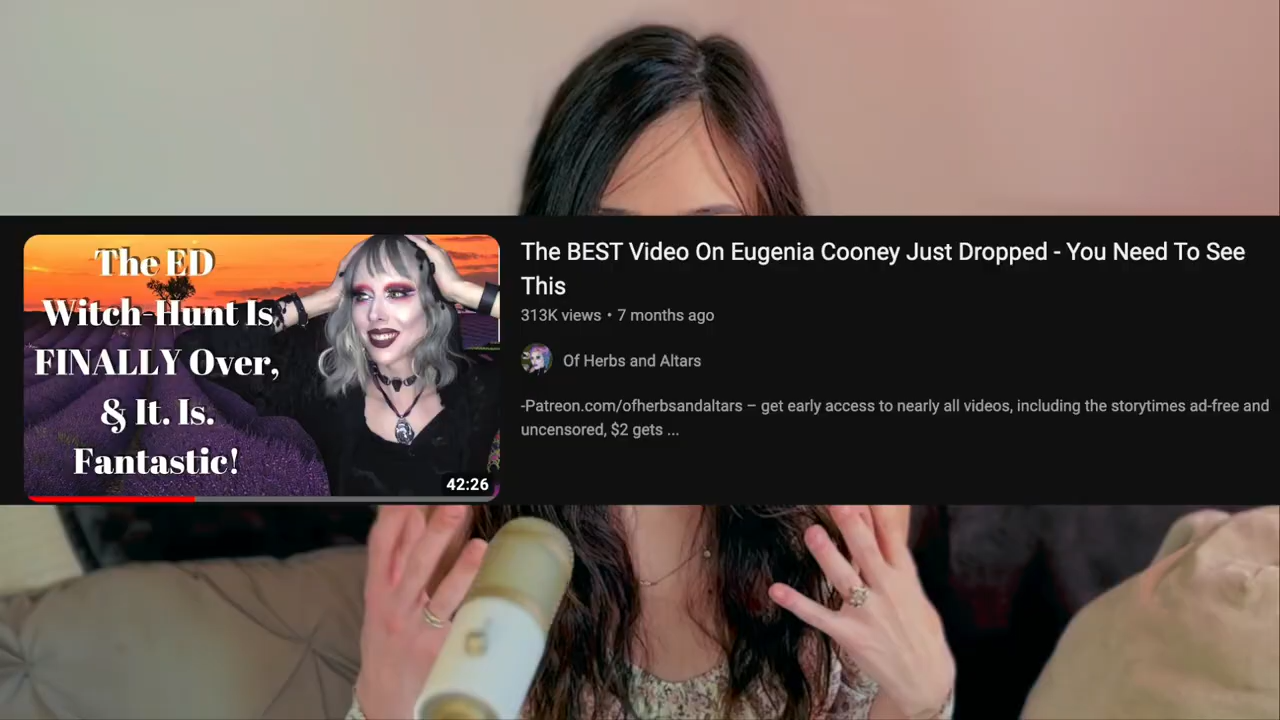 The ED
Witch-Hunt Is
FINALLY Over,
& It. Is.
Fantastic!
42:26
The BEST Video On Eugenia Cooney Just Dropped - You Need To See
This
313K views • 7 months ago
Of Herbs and Altars
-Patreon.com/ofherbsandaltars – get early access to nearly all videos, including the storytimes ad-free and
uncensored, $2 gets ...